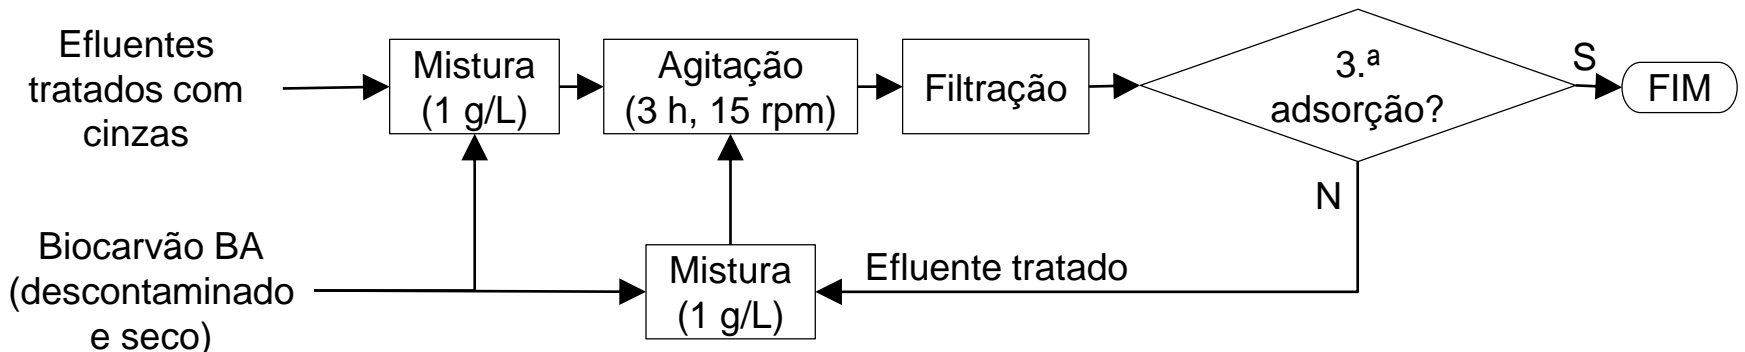 Efluentes
tratados com
cinzas
Mistura
(1 g/L)
Agitação
(3 h, 15 rpm)
Filtração
3.ª
adsorção?
S
FIM
N
Biocarvão BA
(descontaminado
e seco)
Mistura
(1 g/L)
Efluente tratado